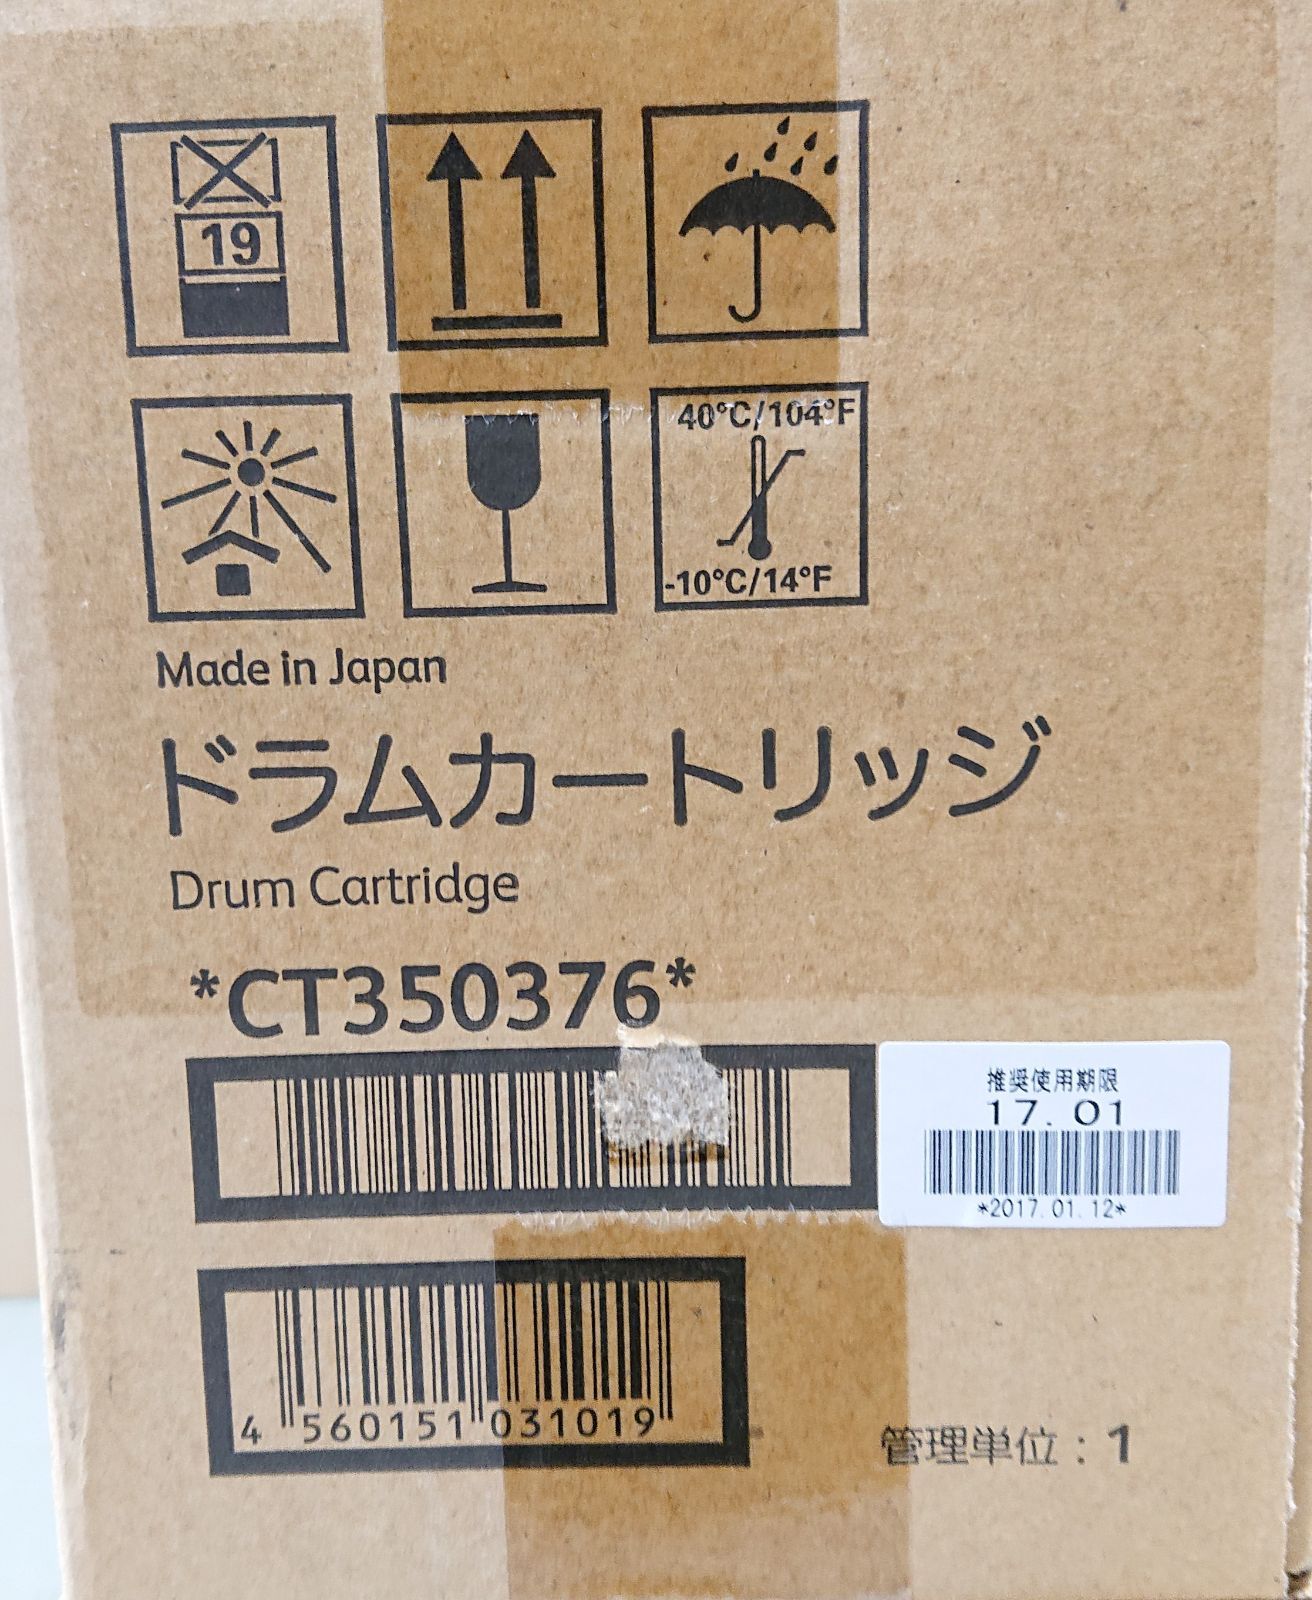 19
40°C/104°F
-10°C/14°F
Made in Japan
ドラムカートリッジ
Drum Cartridge
*CT350376*
推奨使用期限
17. 01
*2017. 01. 12*
4 560151 031019
管理単位：1